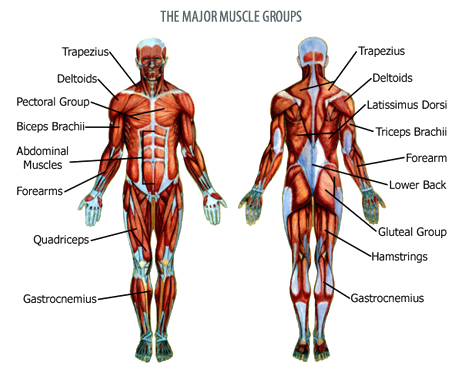 THE MAJOR MUSCLE GROUPS
Trapezius
Deltoids
Pectoral Group
Biceps Brachii
Abdominal
Muscles
Forearms
Quadriceps
Gastrocnemius
Trapezius
Deltoids
Latissimus Dorsi
Triceps Brachii
Forearm
Lower Back
Gluteal Group
Hamstrings
Gastrocnemius